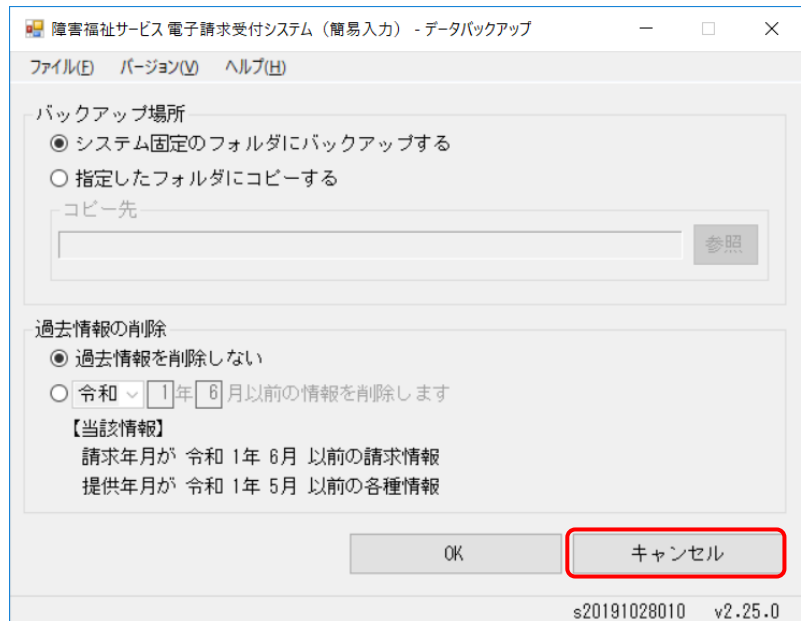 障害福祉サービス 電子請求受付システム（簡易入力） - データバックアップ
ファイル(F) バージョン(V) ヘルプ(H)
バックアップ場所
システム固定のフォルダにバックアップする
指定したフォルダにコピーする
コピー先
参照
過去情報の削除
過去情報を削除しない
令和 1年 6月以前の情報を削除します
【当該情報】
請求年月が 令和 1年 6月 以前の請求情報
提供年月が 令和 1年 5月 以前の各種情報
OK キャンセル
s20191028010 v2.25.0